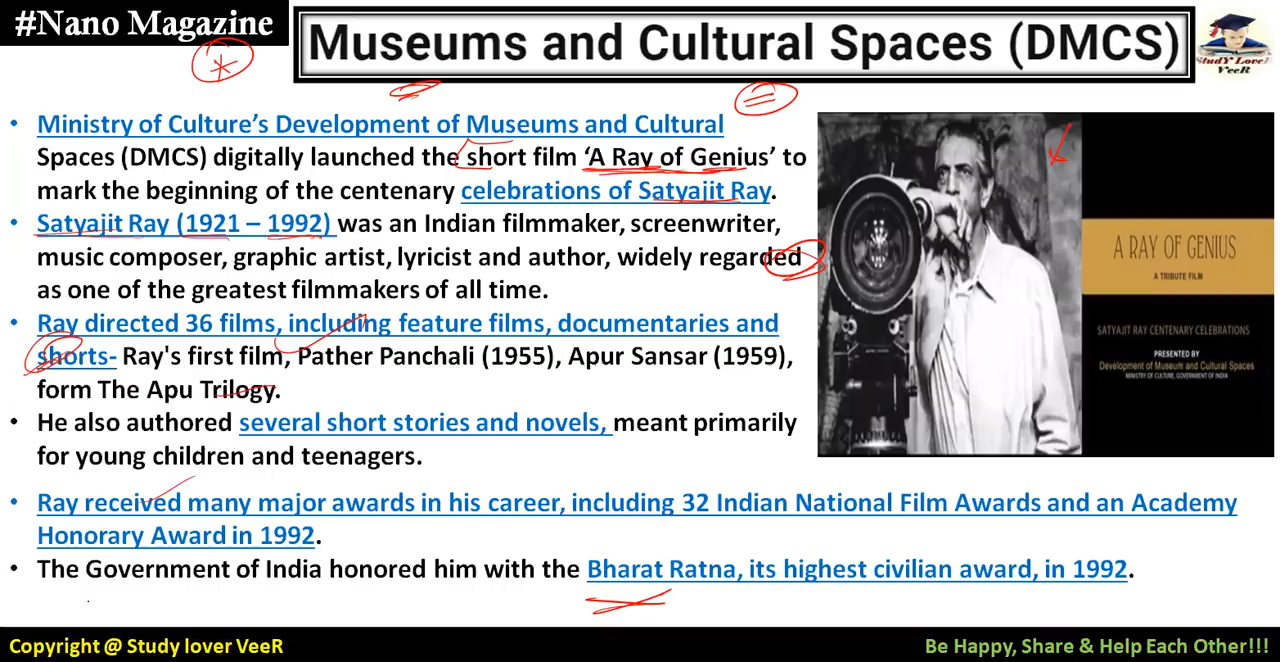 #Nano Magazine
Museums and Cultural Spaces (DMCS)
StudY LoveR
VeeR
• Ministry of Culture's Development of Museums and Cultural
Spaces (DMCS) digitally launched the short film 'A Ray of Genius' to
mark the beginning of the centenary celebrations of Satyajit Ray.
• Satyajit Ray (1921 – 1992) was an Indian filmmaker, screenwriter,
music composer, graphic artist, lyricist and author, widely regarded
as one of the greatest filmmakers of all time.
• Ray directed 36 films, including feature films, documentaries and
shorts- Ray's first film, Pather Panchali (1955), Apur Sansar (1959),
form The Apu Trilogy.
• He also authored several short stories and novels, meant primarily
for young children and teenagers.
• Ray received many major awards in his career, including 32 Indian National Film Awards and an Academy
Honorary Award in 1992.
• The Government of India honored him with the Bharat Ratna, its highest civilian award, in 1992.
A RAY OF GENIUS
A TRIBUTE FILM
SATYAJIT RAY CENTENARY CELEBRATIONS
PRESENTED BY
Development of Museum and Cultural Spaces
MINISTRY OF CULTURE, GOVERNMENT OF INDIA
Copyright @ Study lover VeeR
Be Happy, Share & Help Each Other!!!